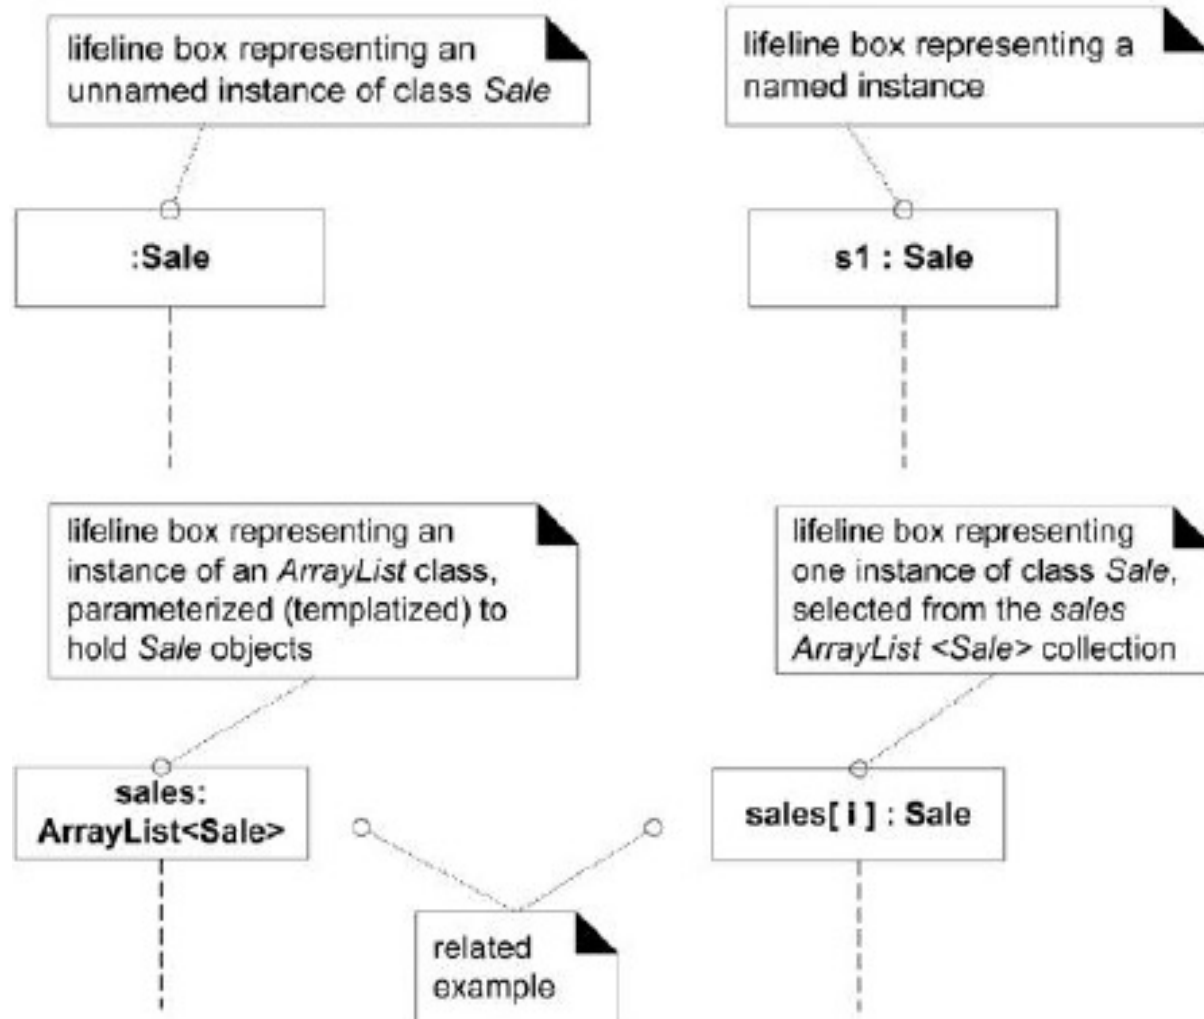 lifeline box representing an
unnamed instance of class Sale
lifeline box representing a
named instance
:Sale
s1 : Sale
lifeline box representing an
instance of an ArrayList class,
parameterized (templatized) to
hold Sale objects
lifeline box representing
one instance of class Sale,
selected from the sales
ArrayList <Sale> collection
sales:
ArrayList<Sale>
sales[ i ] : Sale
related
example